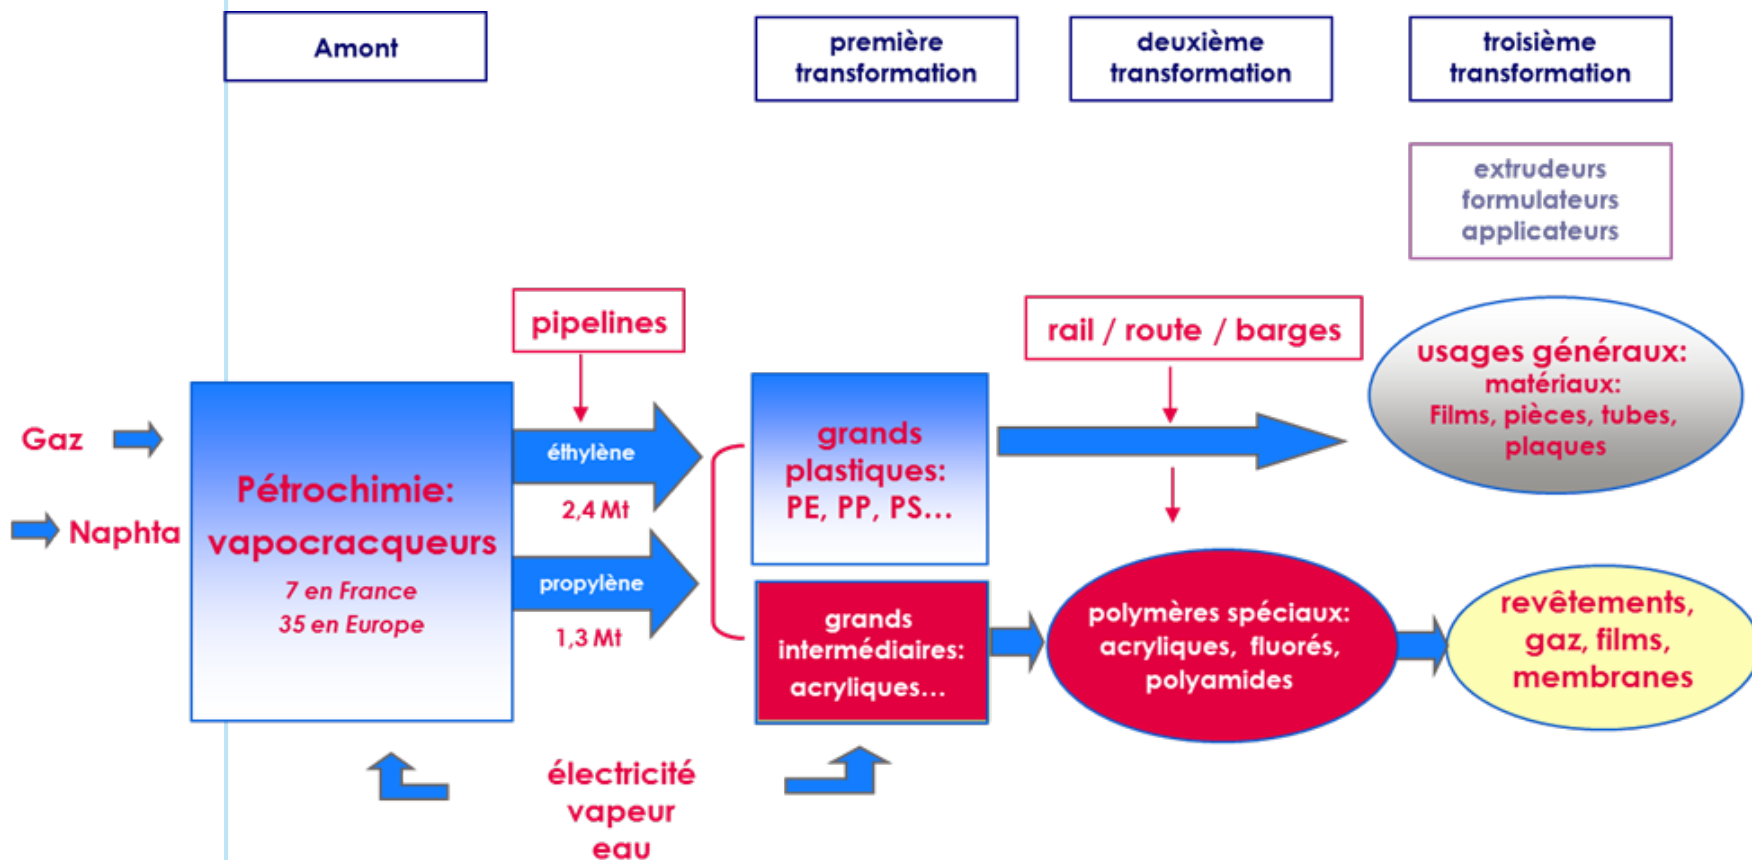 Amont
première
transformation
deuxième
transformation
troisième
transformation
extrudeurs
formulateurs
applicateurs
pipelines
rail / route / barges
usages généraux:
matériaux:
Films, pièces, tubes,
plaques
Gaz
Naphta
Pétrochimie:
vapocracqueurs
7 en France
35 en Europe
éthylène
2,4 Mt
propylène
1,3 Mt
grands
plastiques:
PE, PP, PS...
grands
intermédiaires:
acryliques...
polymères spéciaux:
acryliques, fluorés,
polyamides
revêtements,
gaz, films,
membranes
électricité
vapeur
eau